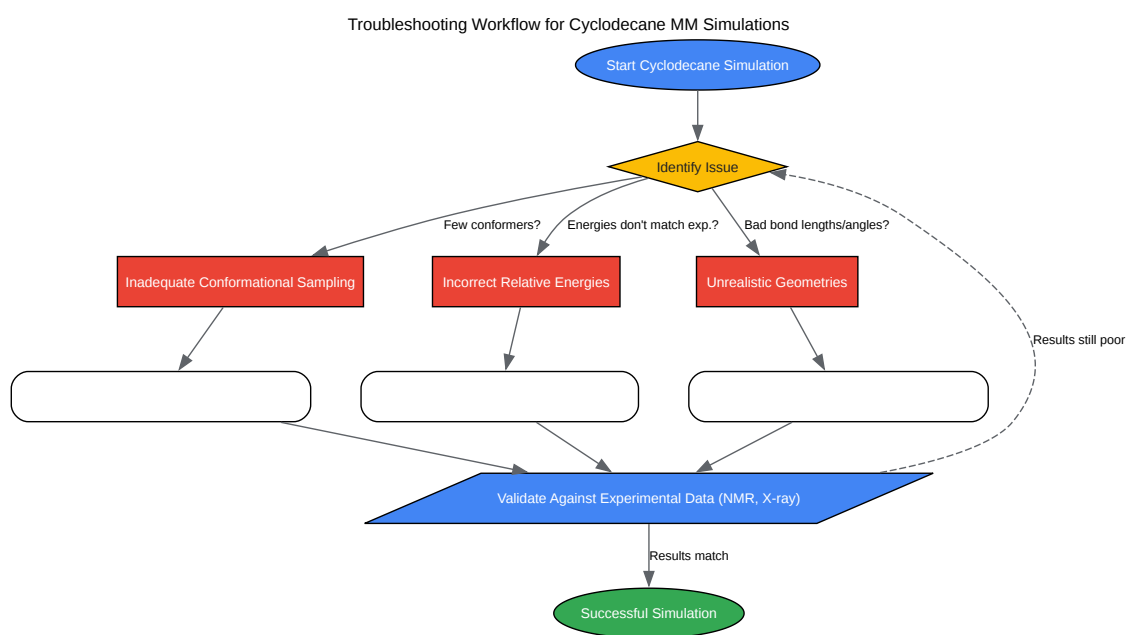 Troubleshooting Workflow for Cyclodecane MM Simulations
Start Cyclodecane Simulation
Identify Issue
Few conformers?
Energies don't match exp.?
Bad bond lengths/angles?
Inadequate Conformational Sampling
Incorrect Relative Energies
Unrealistic Geometries
Results still poor
Validate Against Experimental Data (NMR, X-ray)
Results match
Successful Simulation